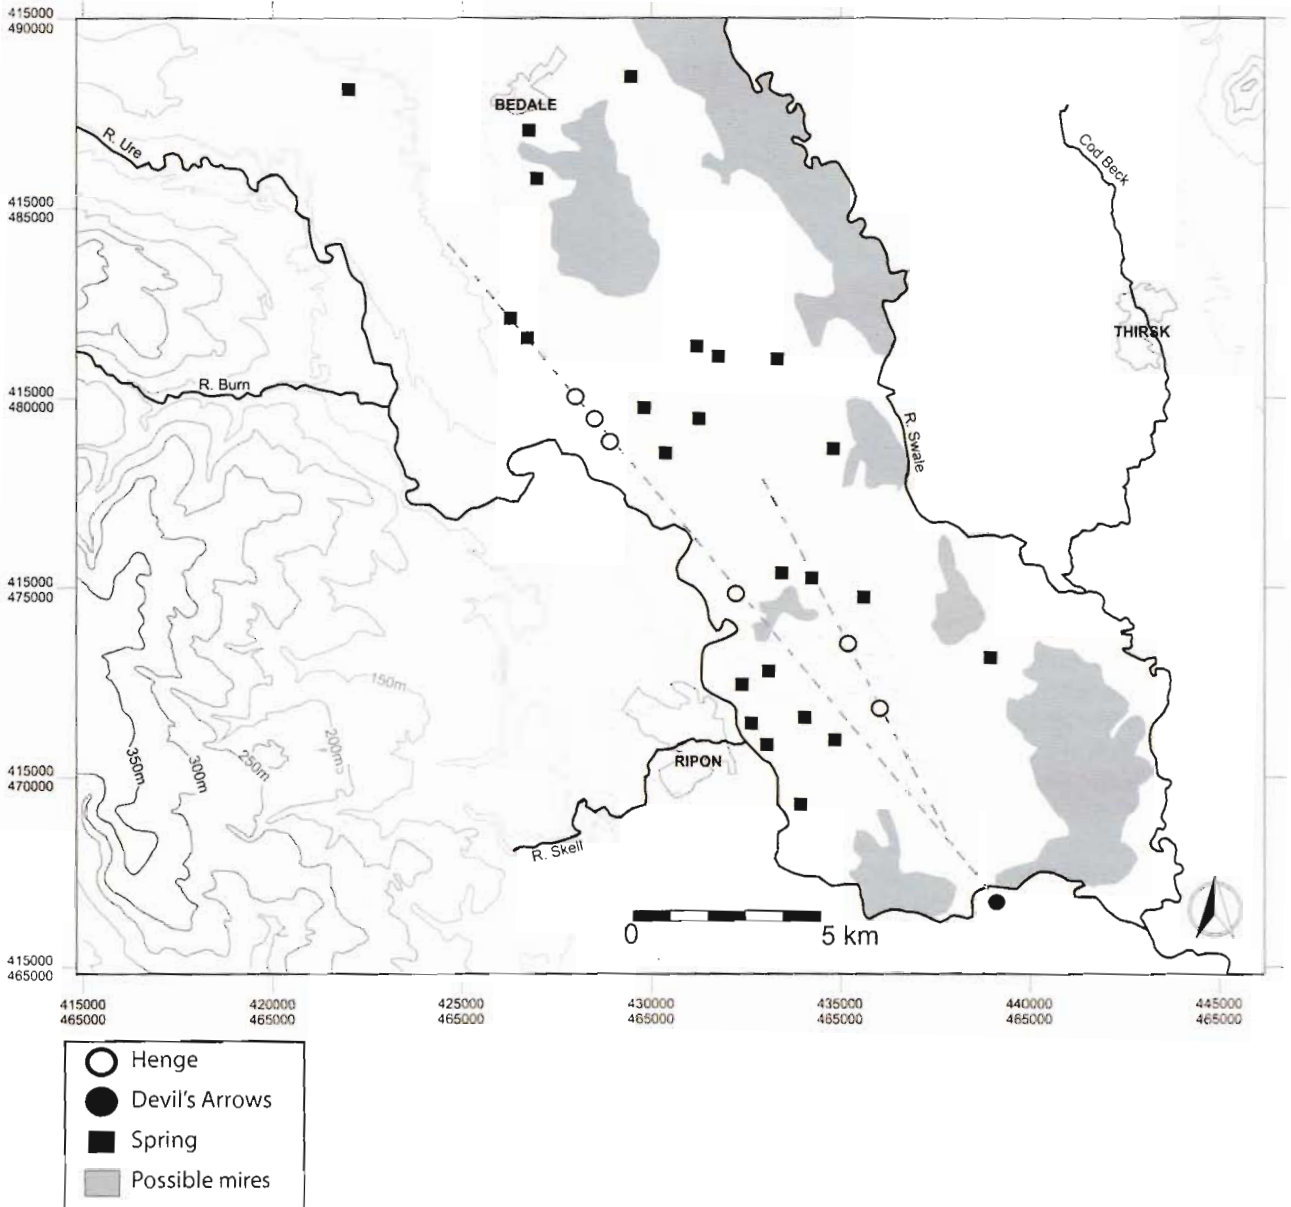 415000
490000
BEDALE
R. Ure
Cod Beck
415000
485000
THIRSK
R. Burn
415000
480000
R. Swale
415000
475000
150m
200m
250m
300m
350m
RIPON
415000
470000
R. Skell
0 5 km
415000
465000
415000 420000 425000 430000 435000 440000 445000
465000 465000 465000 465000 465000 465000 465000
Henge
Devil's Arrows
Spring
Possible mires